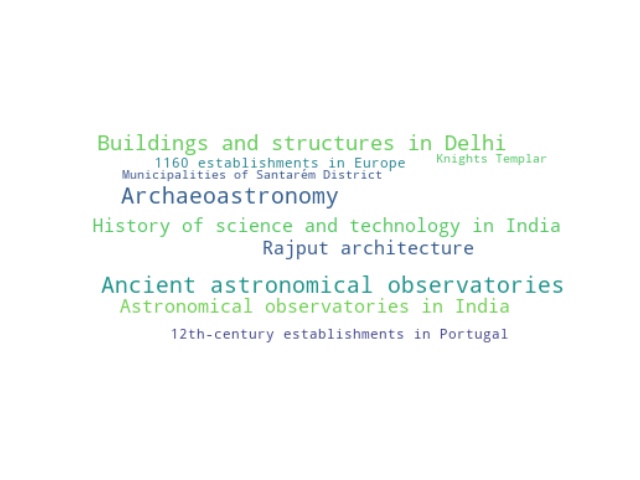 Buildings and structures in Delhi
1160 establishments in Europe
Knights Templar
Municipalities of Santarém District
Archaeoastronomy
History of science and technology in India
Rajput architecture
Ancient astronomical observatories
Astronomical observatories in India
12th-century establishments in Portugal